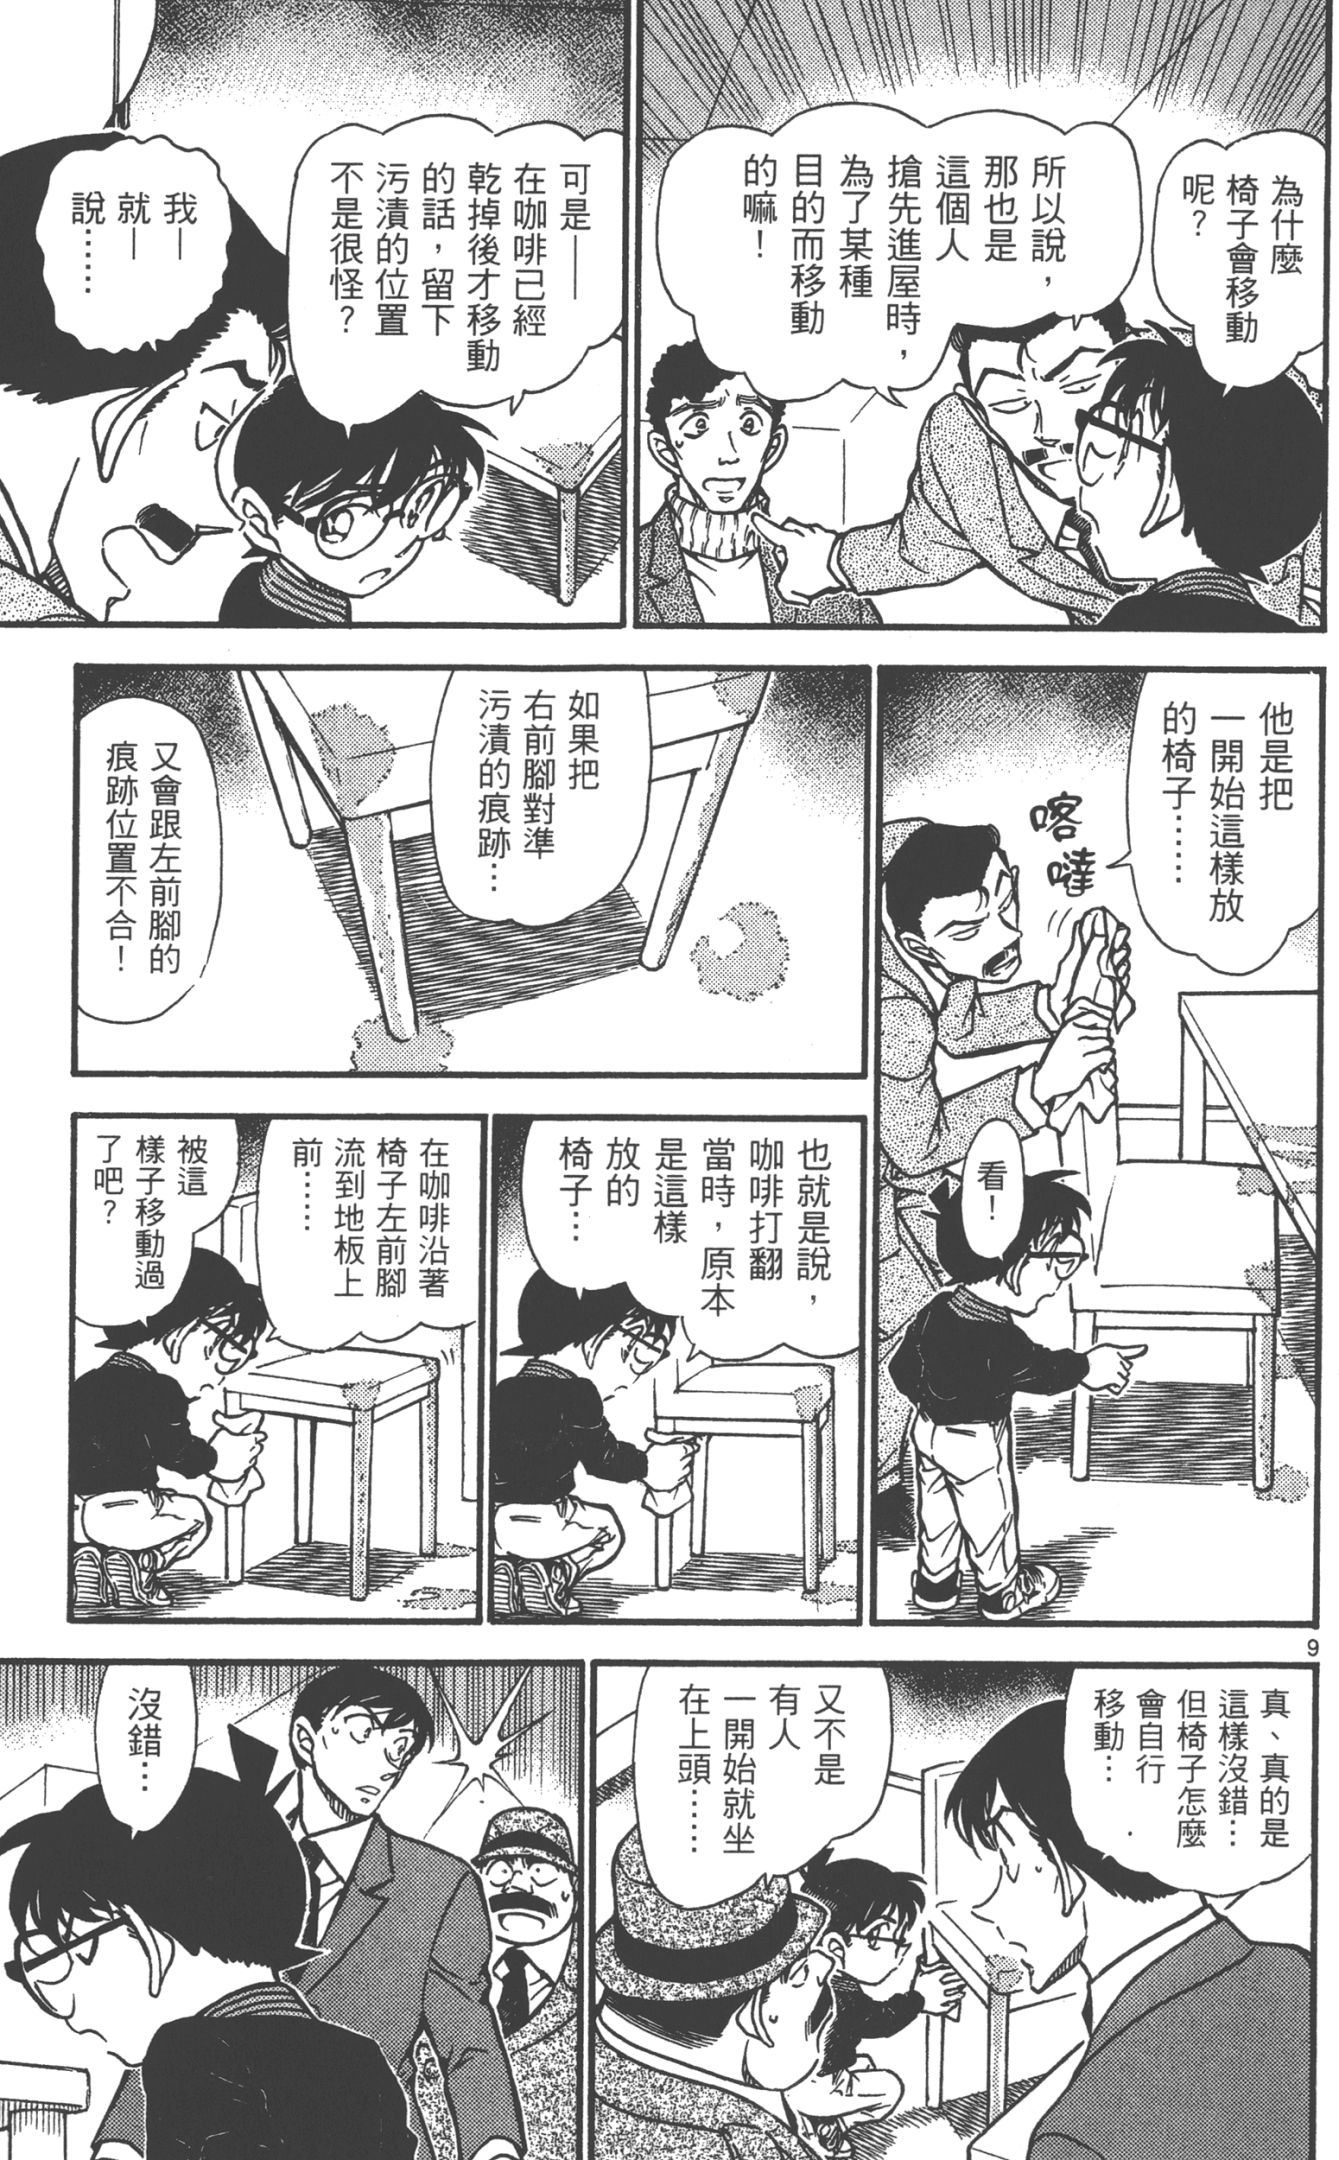 為什麼
椅子會移動
呢？
所以說，
那也是
這個人
搶先進屋時，
為了某種
目的而移動
的嘛！
可是——
在咖啡已經
乾掉後才移動
的話，留下
污漬的位置
不是很怪？
我—
就—
說……
他是把
一開始這樣放
的椅子……
喀噠
看！
如果把
右前腳對準
污漬的痕跡…
又會跟左前腳的
痕跡位置不合！
也就是說，
咖啡打翻
當時，原本
是這樣
放的
椅子…
在咖啡沿著
椅子左前腳
流到地板上
前……
被這
樣子移動過
了吧？
9
真、真的是
這樣沒錯…
但椅子怎麼
會自行
移動…
又不是
有人
一開始就坐
在上頭……
沒錯…